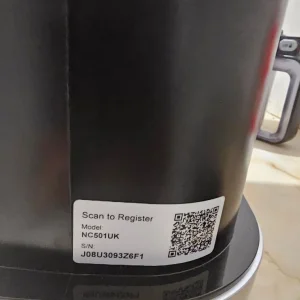 Scan to Register
Model
NC501UK
S/N:
J08U3093Z6F1